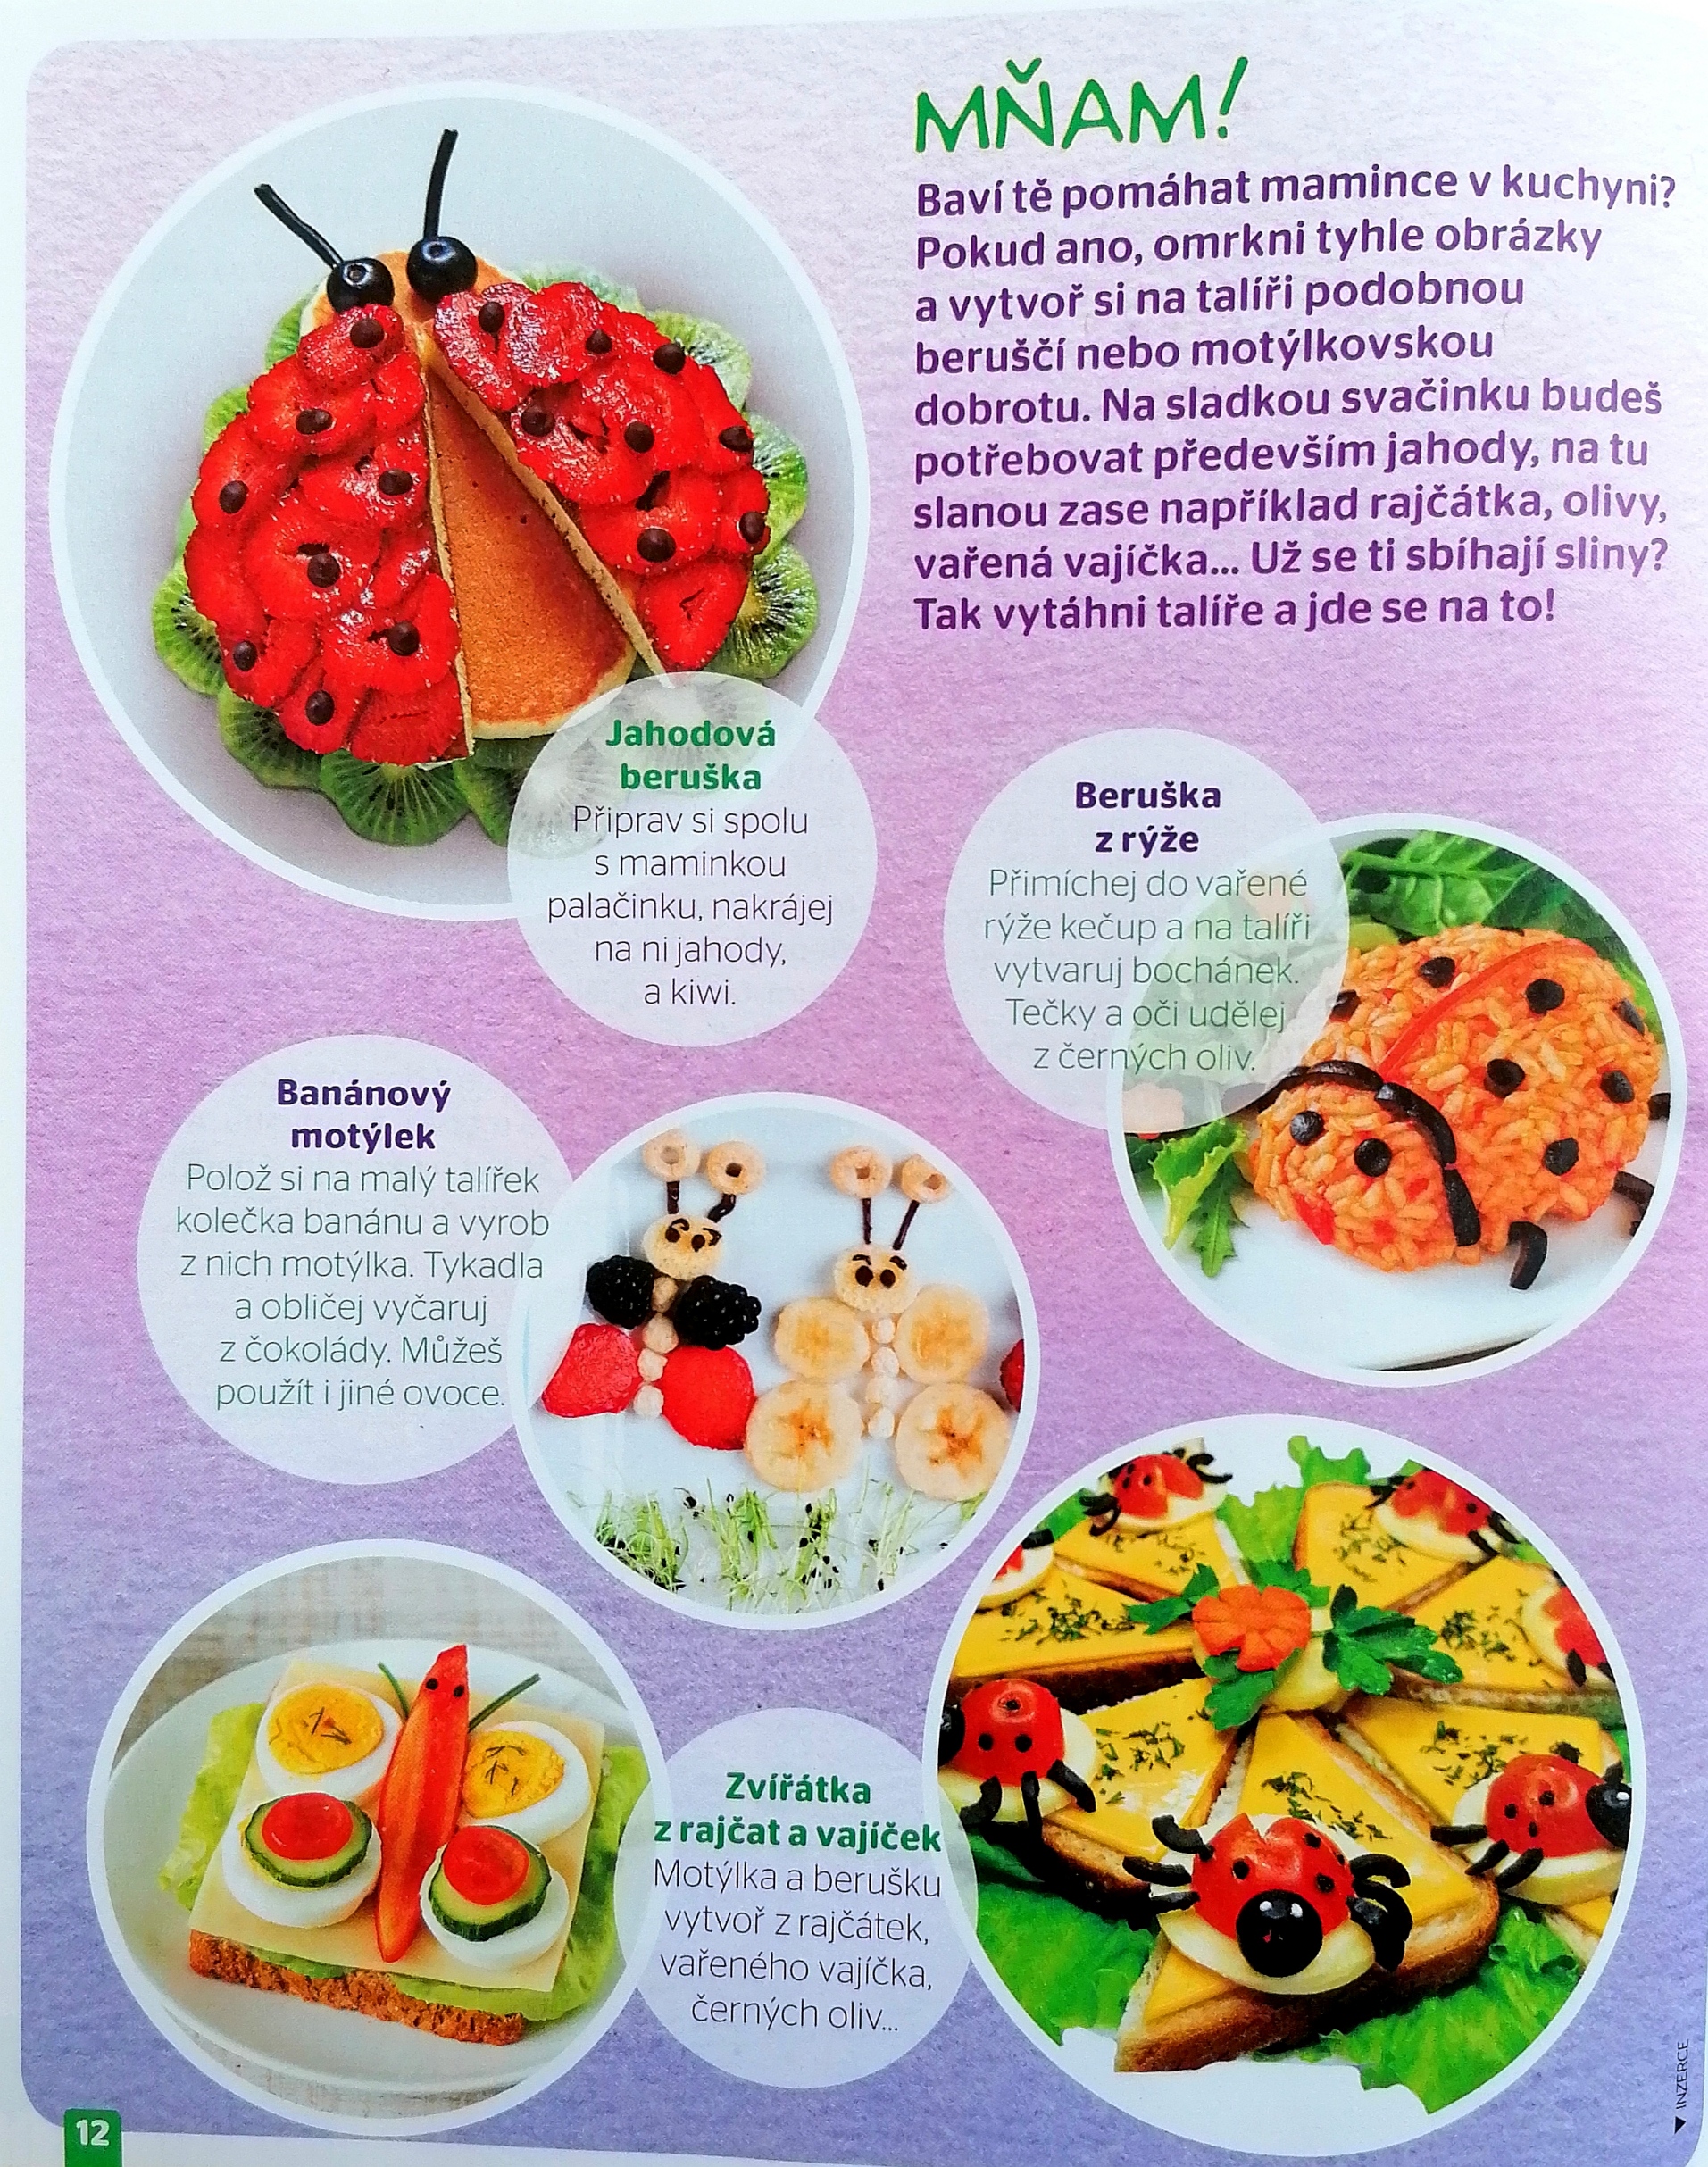 MŇAM!
Baví tě pomáhat mamince v kuchyni?
Pokud ano, omrkni tyhle obrázky
a vytvoř si na talíři podobnou
beruščí nebo motýlkovskou
dobrotu. Na sladkou svačinku budeš
potřebovat především jahody, na tu
slanou zase například rajčátka, olivy,
vařená vajíčka... Už se ti sbíhají sliny?
Tak vytáhni talíře a jde se na to!
Jahodová
beruška
Připrav si spolu
s maminkou
palačinku, nakrájej
na ni jahody,
a kiwi.
Beruška
z rýže
Přimíchej do vařené
rýže kečup a na talíři
vytvaruj bochánek.
Tečky a oči udělej
z černých oliv.
Banánový
motýlek
Polož si na malý talířek
kolečka banánu a vyrob
z nich motýlka. Tykadla
a obličej vyčaruj
z čokolády. Můžeš
použít i jiné ovoce.
Zvířátka
z rajčat a vajíček
Motýlka a berušku
vytvoř z rajčátek,
vařeného vajíčka,
černých oliv...
12
▼ INZERCE